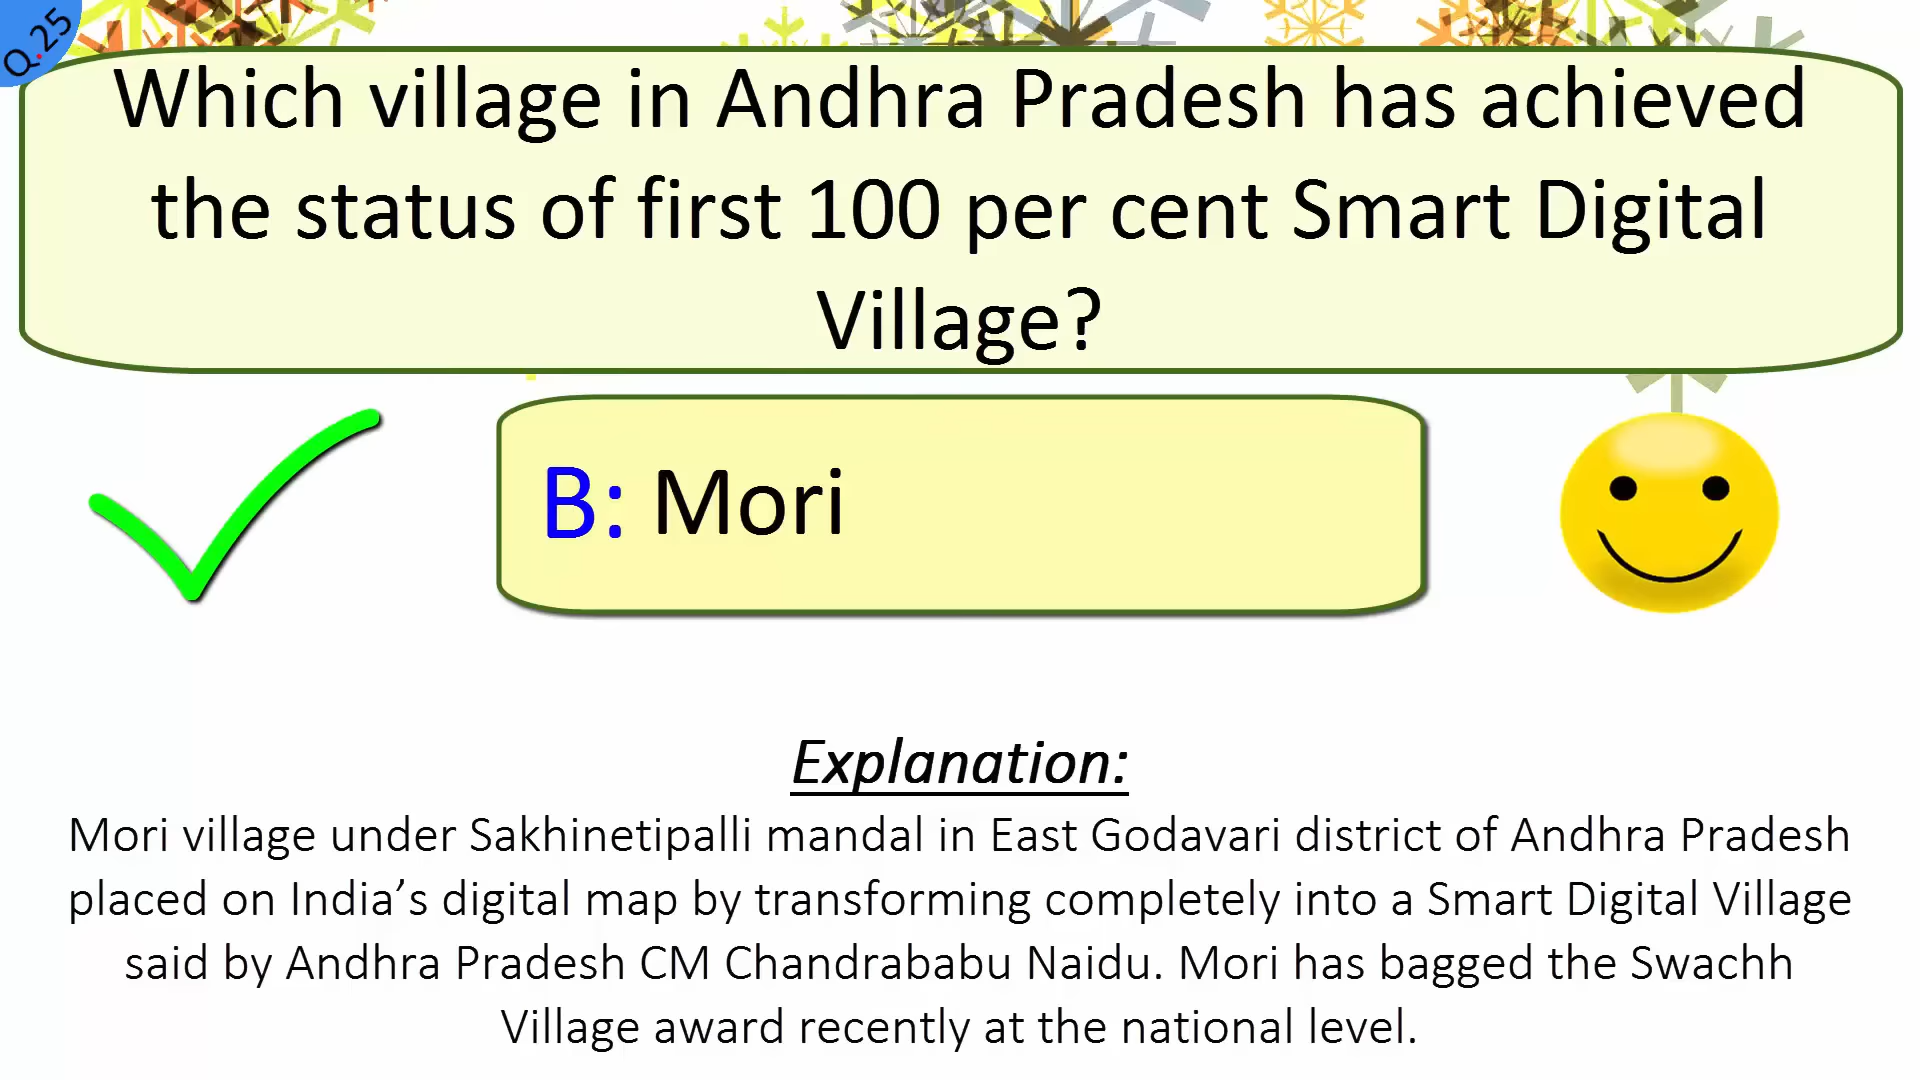 Q.25
Which village in Andhra Pradesh has achieved
the status of first 100 per cent Smart Digital
Village?
B: Mori
Explanation:
Mori village under Sakhinetipalli mandal in East Godavari district of Andhra Pradesh
placed on India’s digital map by transforming completely into a Smart Digital Village
said by Andhra Pradesh CM Chandrababu Naidu. Mori has bagged the Swachh
Village award recently at the national level.